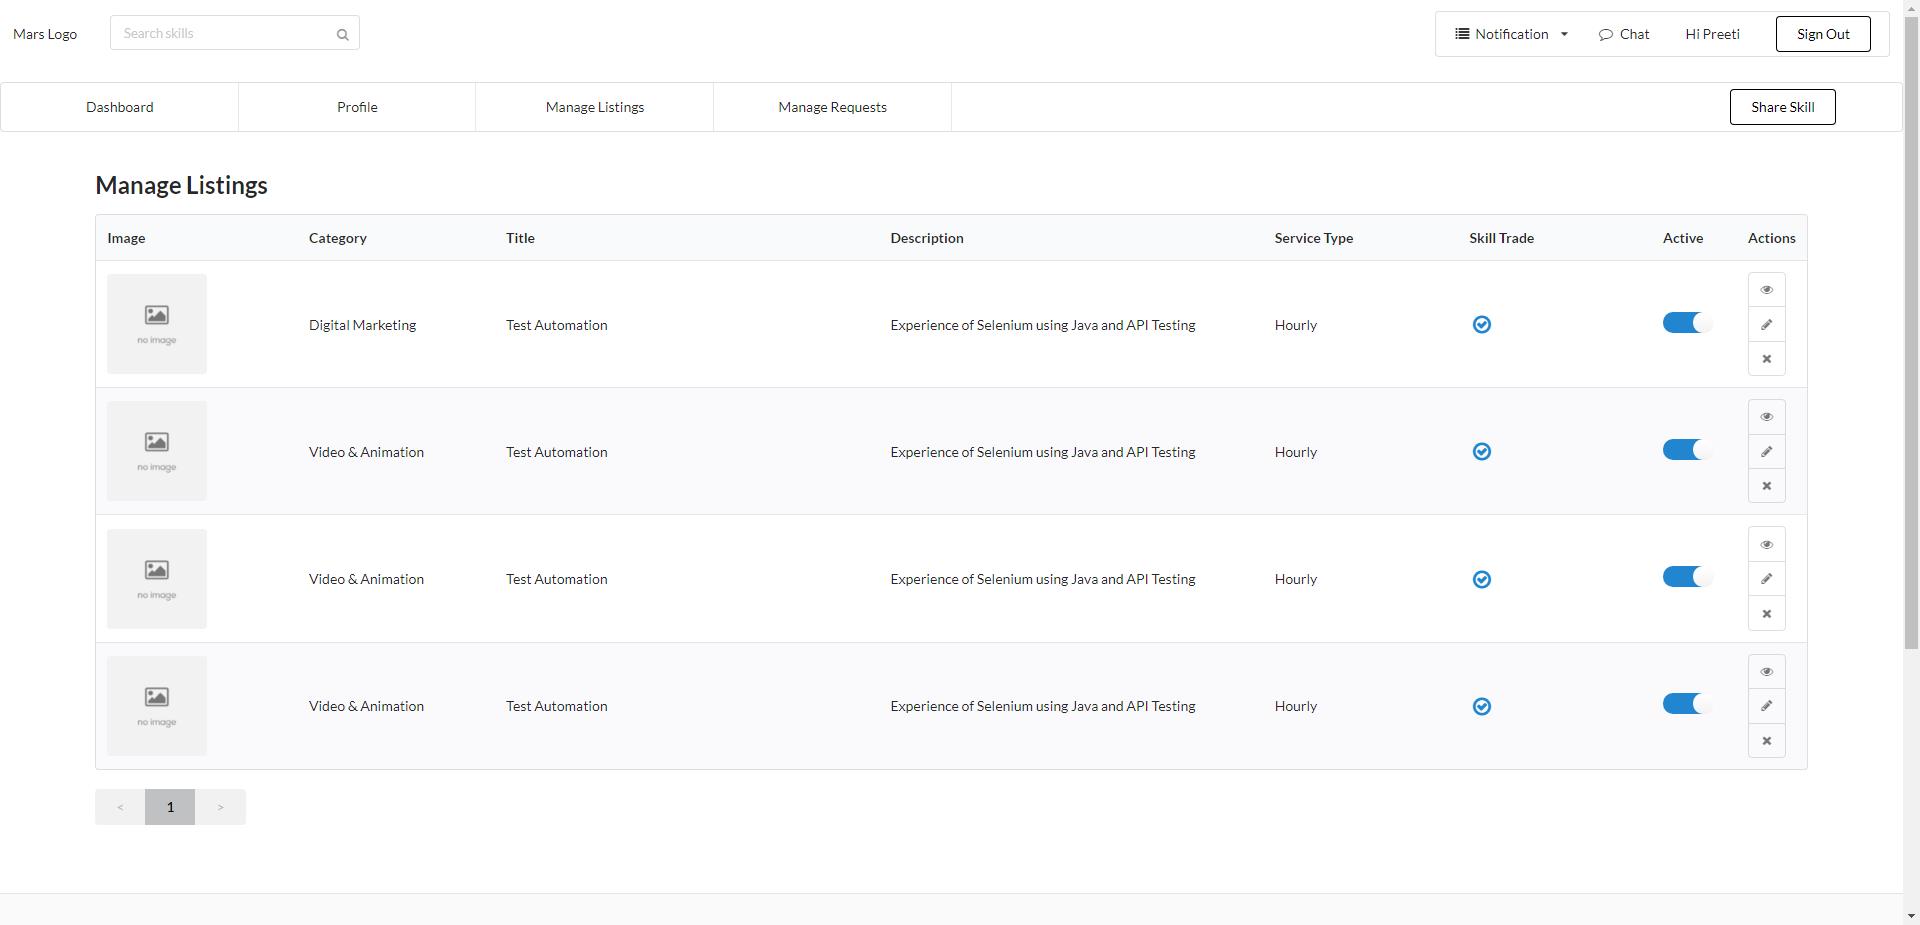 Mars Logo Search skills Notification Chat Hi Preeti Sign Out
Dashboard Profile Manage Listings Manage Requests Share Skill
Manage Listings
Image Category Title Description Service Type Skill Trade Active Actions
no image Digital Marketing Test Automation Experience of Selenium using Java and API Testing Hourly
no image Video & Animation Test Automation Experience of Selenium using Java and API Testing Hourly
no image Video & Animation Test Automation Experience of Selenium using Java and API Testing Hourly
no image Video & Animation Test Automation Experience of Selenium using Java and API Testing Hourly
< 1 >